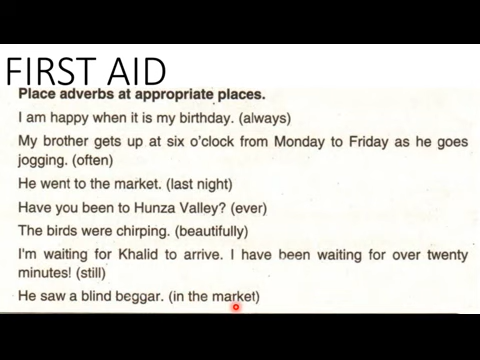 FIRST AID
Place adverbs at appropriate places.
I am happy when it is my birthday. (always)
My brother gets up at six o'clock from Monday to Friday as he goes
jogging. (often)
He went to the market. (last night)
Have you been to Hunza Valley? (ever)
The birds were chirping. (beautifully)
I'm waiting for Khalid to arrive. I have been waiting for over twenty
minutes! (still)
He saw a blind beggar. (in the market)